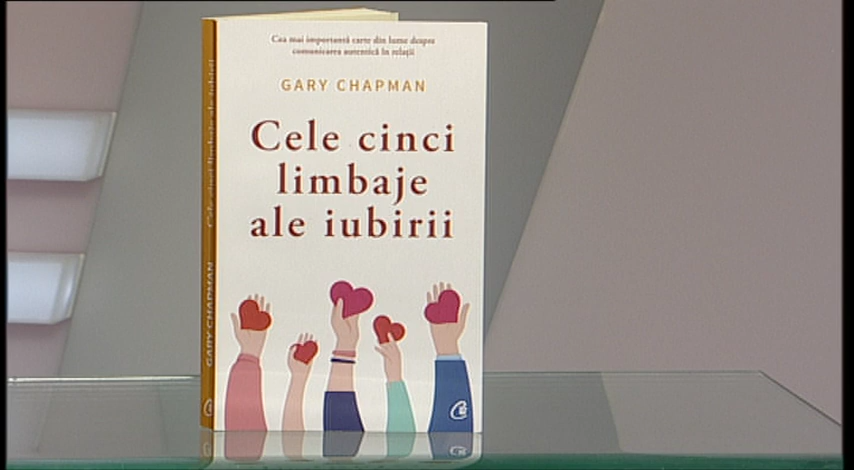 Cea mai importantă carte din lume despre
comunicarea autentică în relații
GARY CHAPMAN
Cele cinci
limbaje
ale iubirii
GARY CHAPMAN
Cele cinci limbaje ale iubirii